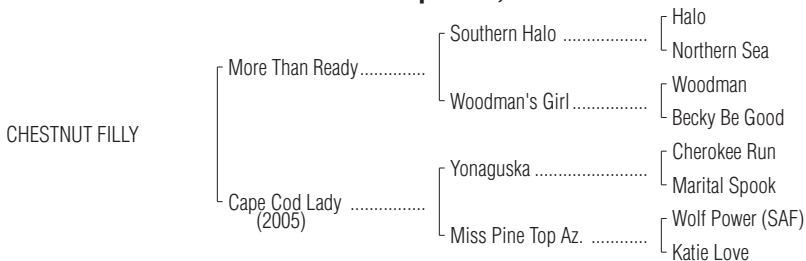 Halo
Southern Halo ..................
Northern Sea
More Than Ready..............
Woodman
Woodman's Girl................
Becky Be Good
CHESTNUT FILLY
Cherokee Run
Yonaguska ........................
Marital Spook
Cape Cod Lady ................
(2005)
Wolf Power (SAF)
Miss Pine Top Az. ............
Katie Love